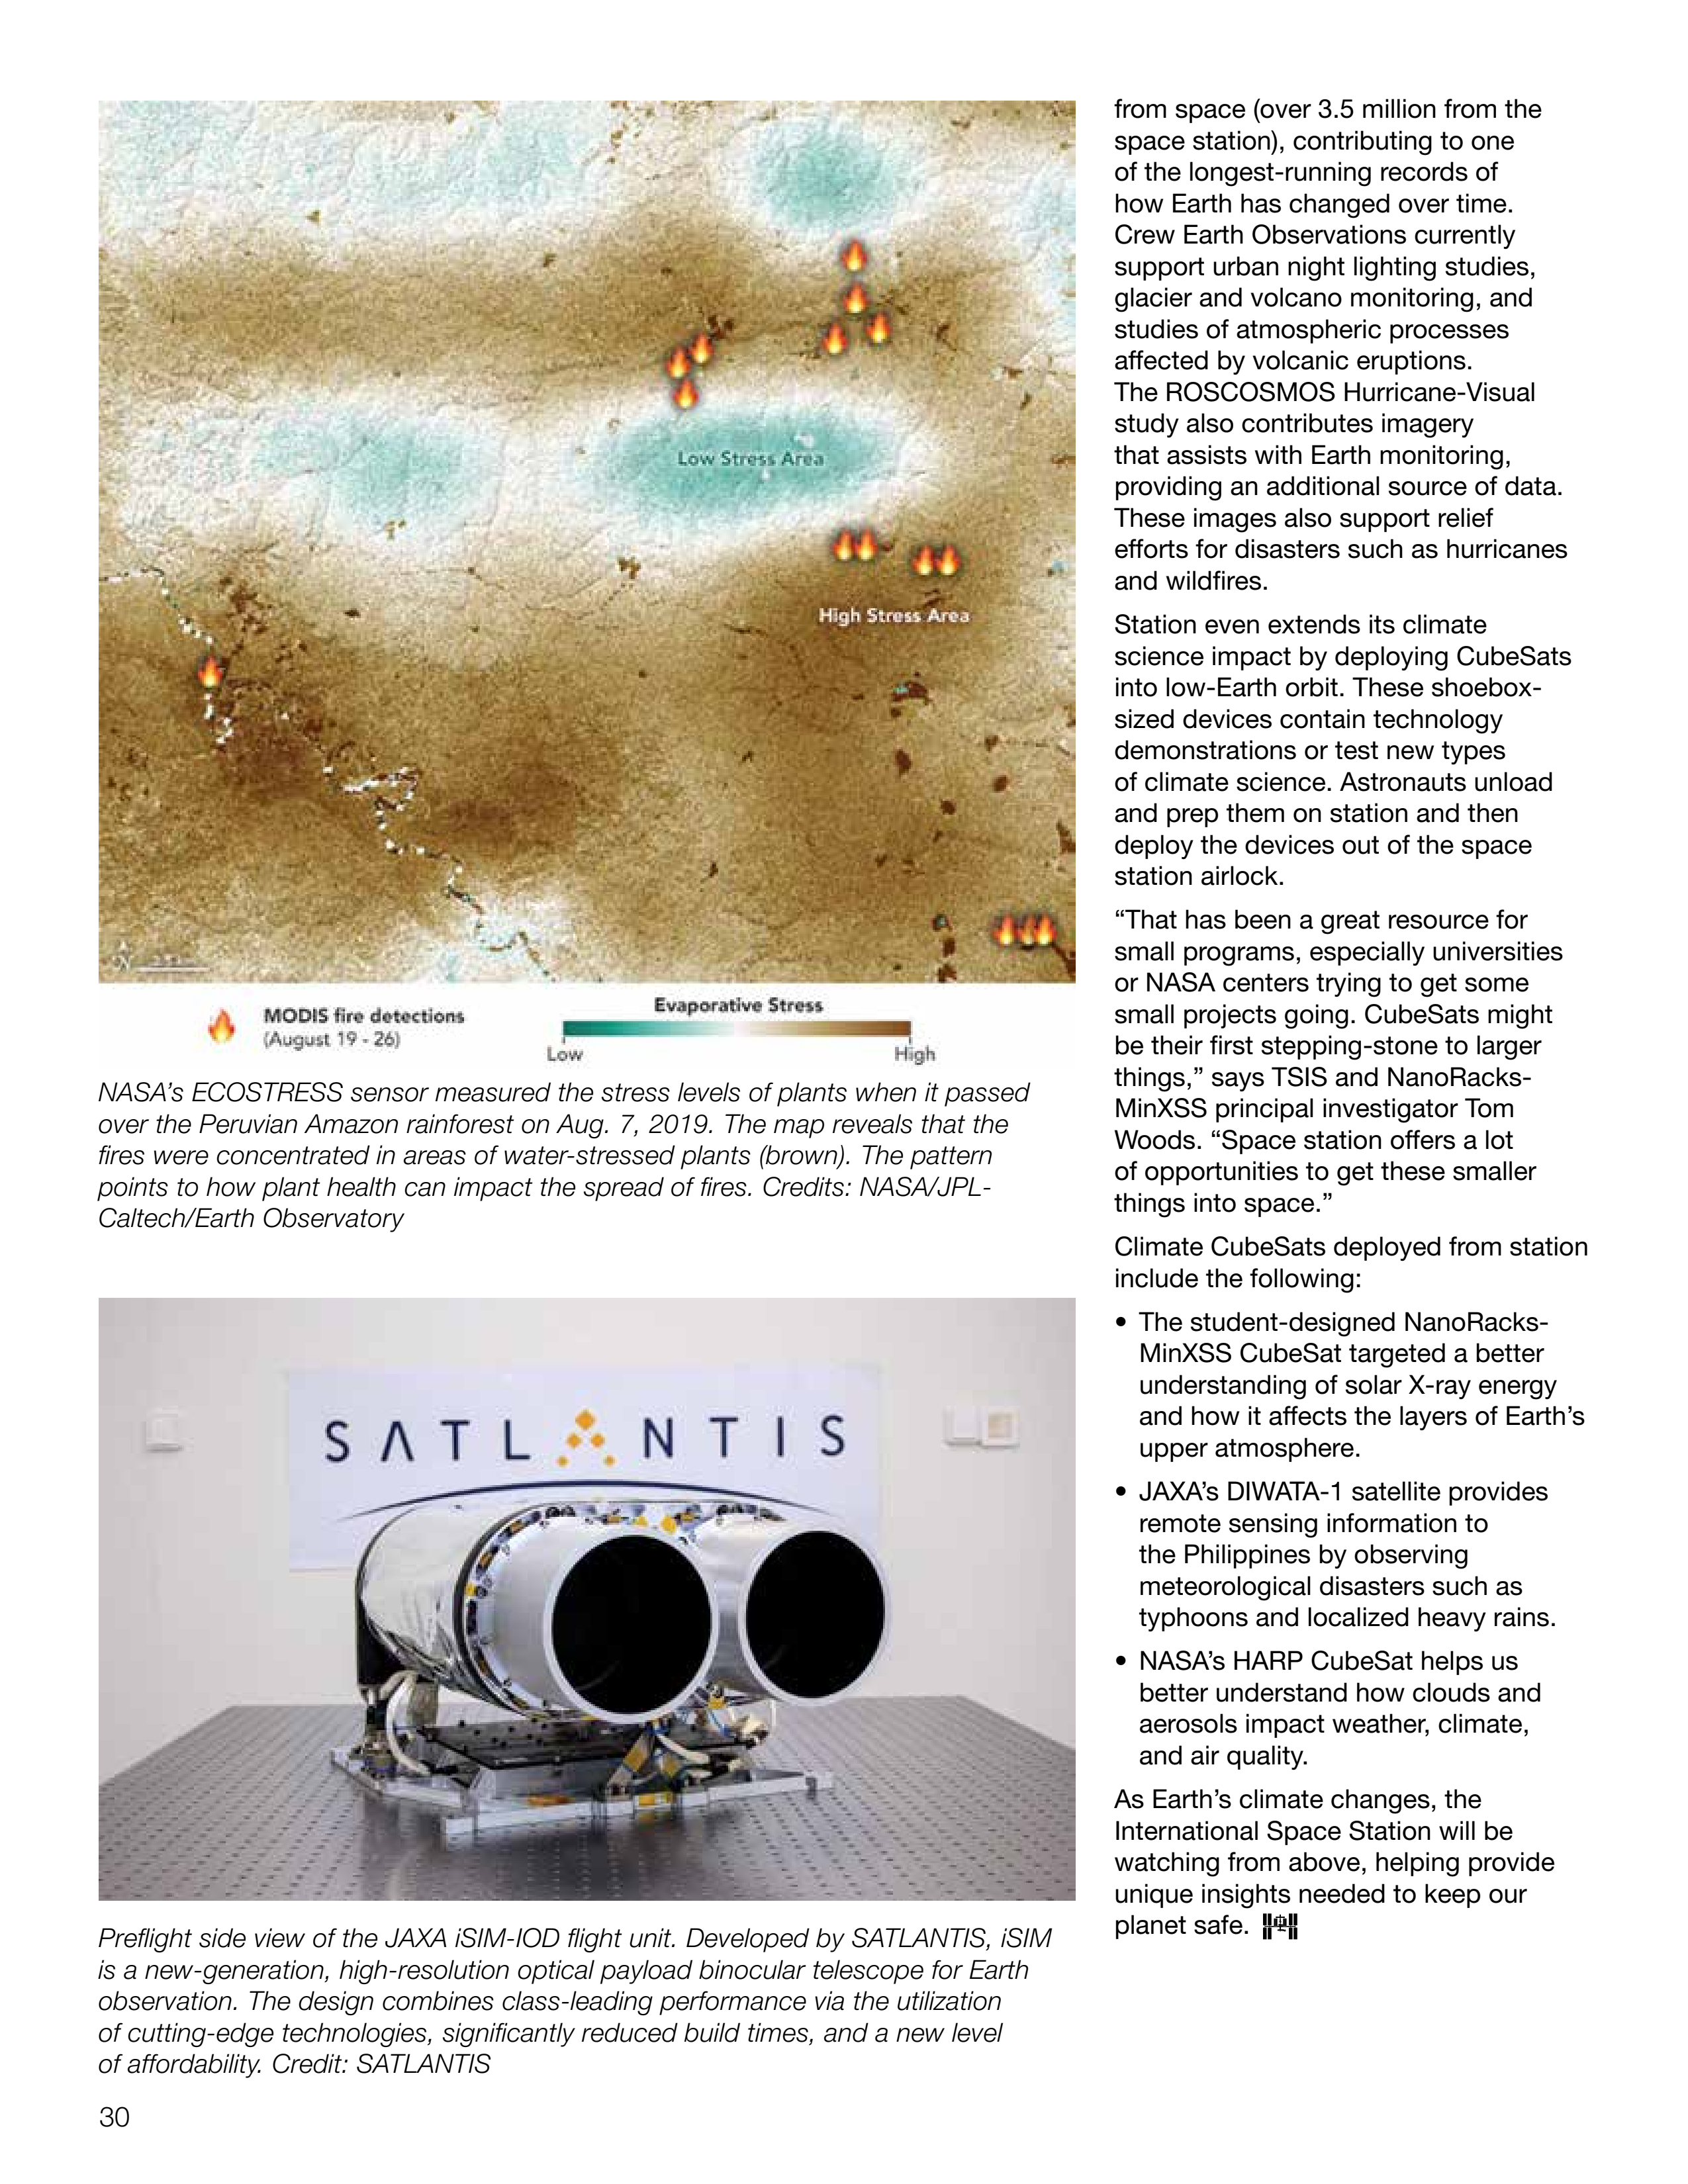 Low Stress Area
High Stress Area
N
MODIS fire detections
(August 19 - 26)
Evaporative Stress
Low
High
NASA’s ECOSTRESS sensor measured the stress levels of plants when it passed
over the Peruvian Amazon rainforest on Aug. 7, 2019. The map reveals that the
fires were concentrated in areas of water-stressed plants (brown). The pattern
points to how plant health can impact the spread of fires. Credits: NASA/JPL-
Caltech/Earth Observatory
SATLANTIS
Preflight side view of the JAXA iSIM-IOD flight unit. Developed by SATLANTIS, iSIM
is a new-generation, high-resolution optical payload binocular telescope for Earth
observation. The design combines class-leading performance via the utilization
of cutting-edge technologies, significantly reduced build times, and a new level
of affordability. Credit: SATLANTIS
from space (over 3.5 million from the
space station), contributing to one
of the longest-running records of
how Earth has changed over time.
Crew Earth Observations currently
support urban night lighting studies,
glacier and volcano monitoring, and
studies of atmospheric processes
affected by volcanic eruptions.
The ROSCOSMOS Hurricane-Visual
study also contributes imagery
that assists with Earth monitoring,
providing an additional source of data.
These images also support relief
efforts for disasters such as hurricanes
and wildfires.
Station even extends its climate
science impact by deploying CubeSats
into low-Earth orbit. These shoebox-
sized devices contain technology
demonstrations or test new types
of climate science. Astronauts unload
and prep them on station and then
deploy the devices out of the space
station airlock.
“That has been a great resource for
small programs, especially universities
or NASA centers trying to get some
small projects going. CubeSats might
be their first stepping-stone to larger
things,” says TSIS and NanoRacks-
MinXSS principal investigator Tom
Woods. “Space station offers a lot
of opportunities to get these smaller
things into space.”
Climate CubeSats deployed from station
include the following:
• The student-designed NanoRacks-
MinXSS CubeSat targeted a better
understanding of solar X-ray energy
and how it affects the layers of Earth’s
upper atmosphere.
• JAXA’s DIWATA-1 satellite provides
remote sensing information to
the Philippines by observing
meteorological disasters such as
typhoons and localized heavy rains.
• NASA’s HARP CubeSat helps us
better understand how clouds and
aerosols impact weather, climate,
and air quality.
As Earth’s climate changes, the
International Space Station will be
watching from above, helping provide
unique insights needed to keep our
planet safe.
30